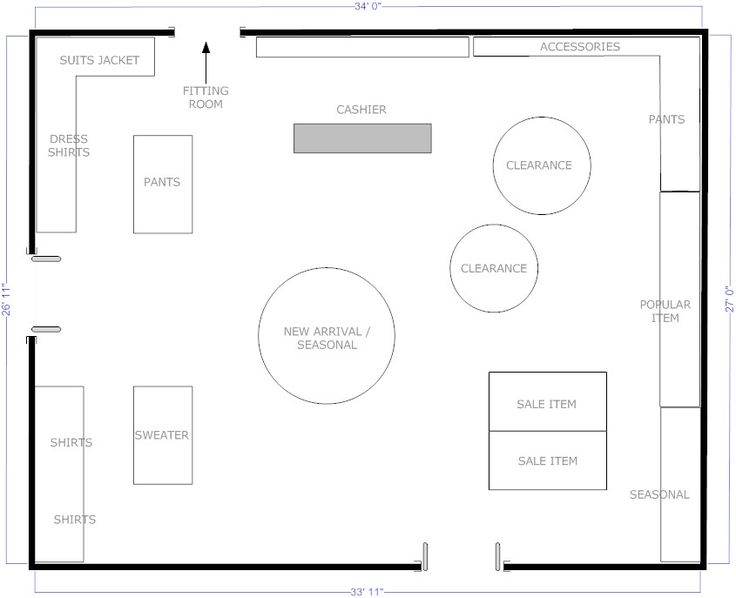 34' 0"
SUITS JACKET
ACCESSORIES
FITTING
ROOM
CASHIER
PANTS
DRESS
SHIRTS
CLEARANCE
PANTS
CLEARANCE
26' 11"
27' 0"
POPULAR
ITEM
NEW ARRIVAL /
SEASONAL
SALE ITEM
SHIRTS
SWEATER
SALE ITEM
SEASONAL
SHIRTS
33' 11"